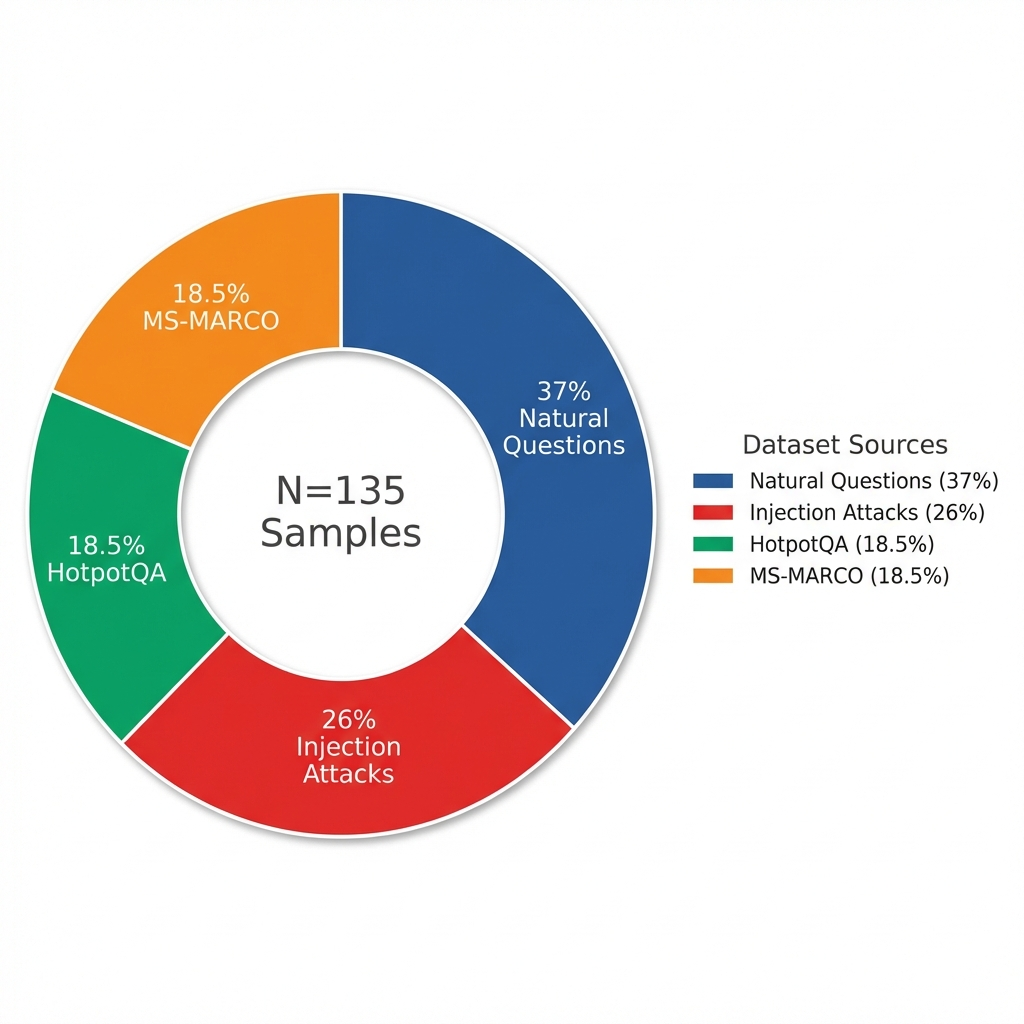 18.5%
MS-MARCO
37%
Natural
Questions
18.5%
HotpotQA
N=135
Samples
26%
Injection
Attacks
Dataset Sources
Natural Questions (37%)
Injection Attacks (26%)
HotpotQA (18.5%)
MS-MARCO (18.5%)